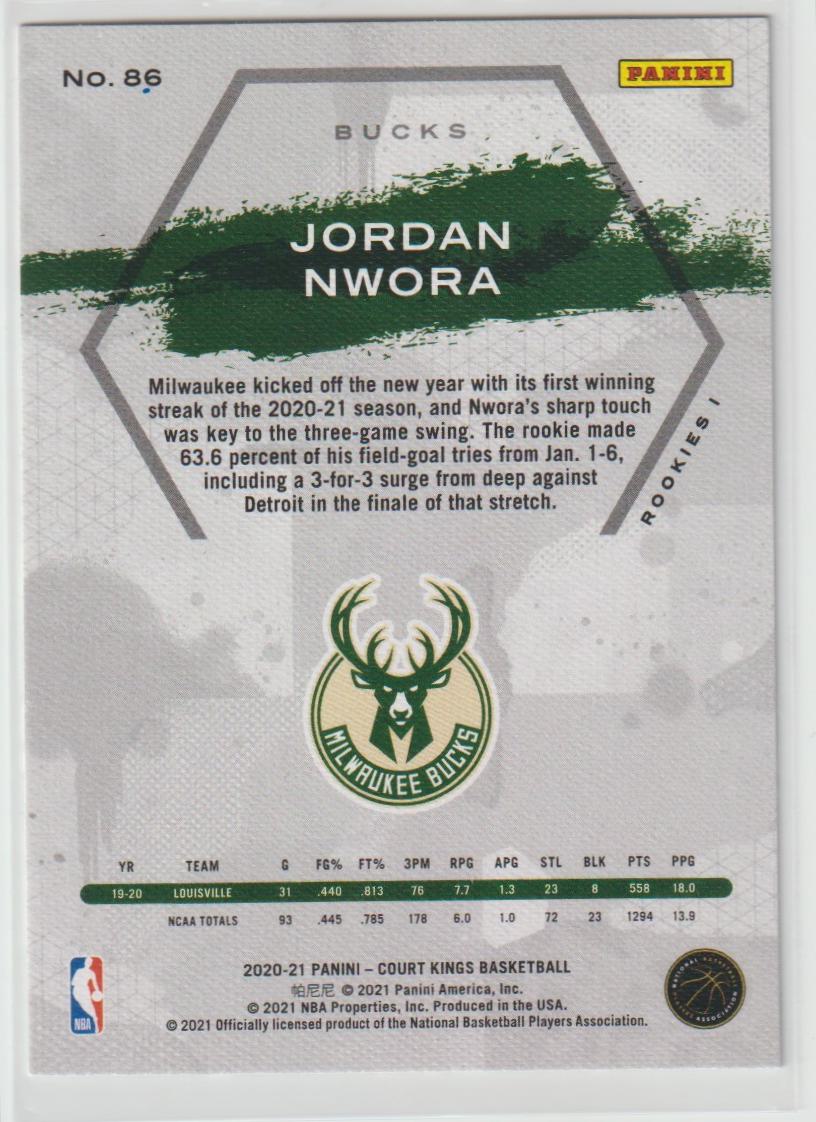 No. 86
PANINI
BUCKS
JORDAN
NWORA
Milwaukee kicked off the new year with its first winning
streak of the 2020-21 season, and Nwora's sharp touch
was key to the three-game swing. The rookie made
63.6 percent of his field-goal tries from Jan. 1-6,
including a 3-for-3 surge from deep against
Detroit in the finale of that stretch.
ROOKIES I
MILWAUKEE BUCKS
YR TEAM G FG% FT% 3PM RPG APG STL BLK PTS PPG
19-20 LOUISVILLE 31 .440 .813 76 7.7 1.3 23 8 558 18.0
NCAA TOTALS 93 .445 .785 178 6.0 1.0 72 23 1294 13.9
2020-21 PANINI – COURT KINGS BASKETBALL
帕尼尼 © 2021 Panini America, Inc.
© 2021 NBA Properties, Inc. Produced in the USA.
© 2021 Officially licensed product of the National Basketball Players Association.
NBA
NATIONAL BASKETBALL
PLAYERS ASSOCIATION